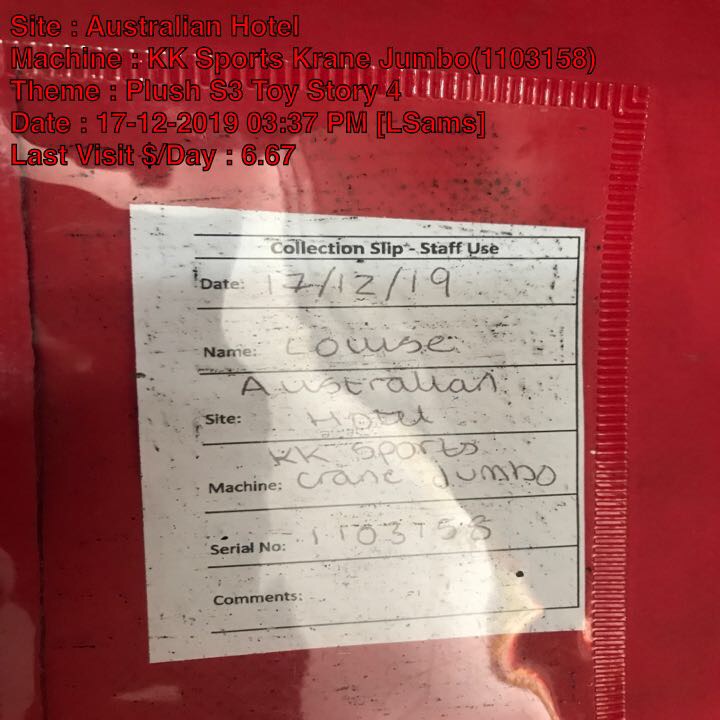 Site : Australian Hotel
Machine : KK Sports Krane Jumbo(1103158)
Theme : Plush S3 Toy Story 4
Date : 17-12-2019 03:37 PM [LSams]
Last Visit $/Day : 6.67
Collection Slip - Staff Use
Date: 17/12/19
Name: Louise
Australian
Site: Hotel
KK Sports
Machine: Crane Jumbo
Serial No: 1103158
Comments: